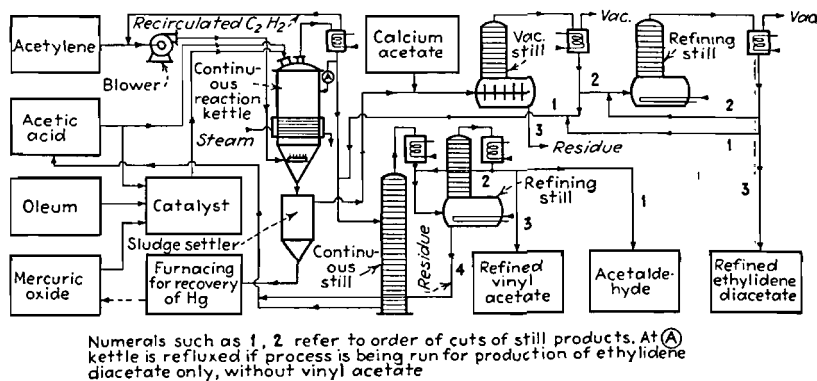 Recirculated C2H2
Vac.
Vac.
Acetylene
Blower
Continu-
ous
reaction
kettle
A
Calcium
acetate
Vac.
still
Refining
still
Acetic
acid
Steam
1
2
2
1
3
Residue
3
Oleum
Catalyst
Sludge settler
Mercuric
oxide
Furnacing
for recovery
of Hg
Continu-
ous
still
Residue
2
Refining
still
3
4
1
Refined
vinyl
acetate
Acetalde-
hyde
Refined
ethylidene
diacetate
Numerals such as 1, 2 refer to order of cuts of still products. At A
kettle is refluxed if process is being run for production of ethylidene
diacetate only, without vinyl acetate